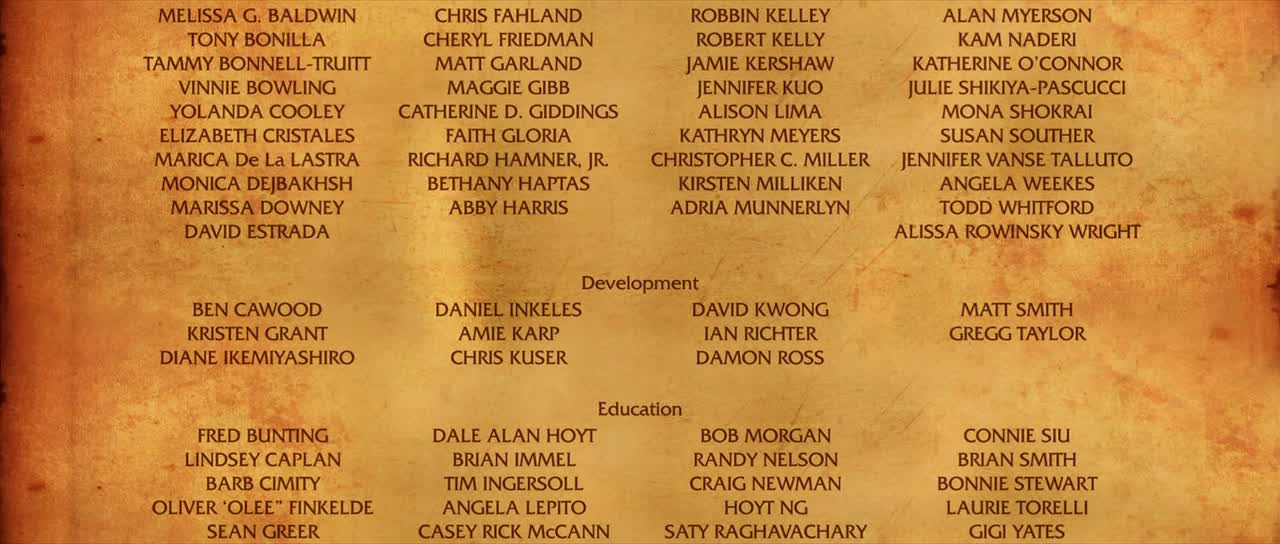 MELISSA G. BALDWIN CHRIS FAHLAND ROBBIN KELLEY ALAN MYERSON
TONY BONILLA CHERYL FRIEDMAN ROBERT KELLY KAM NADERI
TAMMY BONNELL-TRUITT MATT GARLAND JAMIE KERSHAW KATHERINE O'CONNOR
VINNIE BOWLING MAGGIE GIBB JENNIFER KUO JULIE SHIKIYA-PASCUCCI
YOLANDA COOLEY CATHERINE D. GIDDINGS ALISON LIMA MONA SHOKRAI
ELIZABETH CRISTALES FAITH GLORIA KATHRYN MEYERS SUSAN SOUTHER
MARICA De La LASTRA RICHARD HAMNER, JR. CHRISTOPHER C. MILLER JENNIFER VANSE TALLUTO
MONICA DEJBAKHSH BETHANY HAPTAS KIRSTEN MILLIKEN ANGELA WEEKES
MARISSA DOWNEY ABBY HARRIS ADRIA MUNNERLYN TODD WHITFORD
DAVID ESTRADA ALISSA ROWINSKY WRIGHT
Development
BEN CAWOOD DANIEL INKELES DAVID KWONG MATT SMITH
KRISTEN GRANT AMIE KARP IAN RICHTER GREGG TAYLOR
DIANE IKEMIYASHIRO CHRIS KUSER DAMON ROSS
Education
FRED BUNTING DALE ALAN HOYT BOB MORGAN CONNIE SIU
LINDSEY CAPLAN BRIAN IMMEL RANDY NELSON BRIAN SMITH
BARB CIMITY TIM INGERSOLL CRAIG NEWMAN BONNIE STEWART
OLIVER ‘OLEE” FINKELDE ANGELA LEPITO HOYT NG LAURIE TORELLI
SEAN GREER CASEY RICK McCANN SATY RAGHAVACHARY GIGI YATES